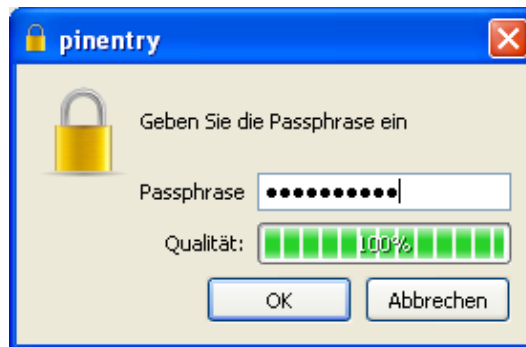 pinentry
Geben Sie die Passphrase ein
Passphrase ●●●●●●●●●●
Qualität: 100%
OK Abbrechen